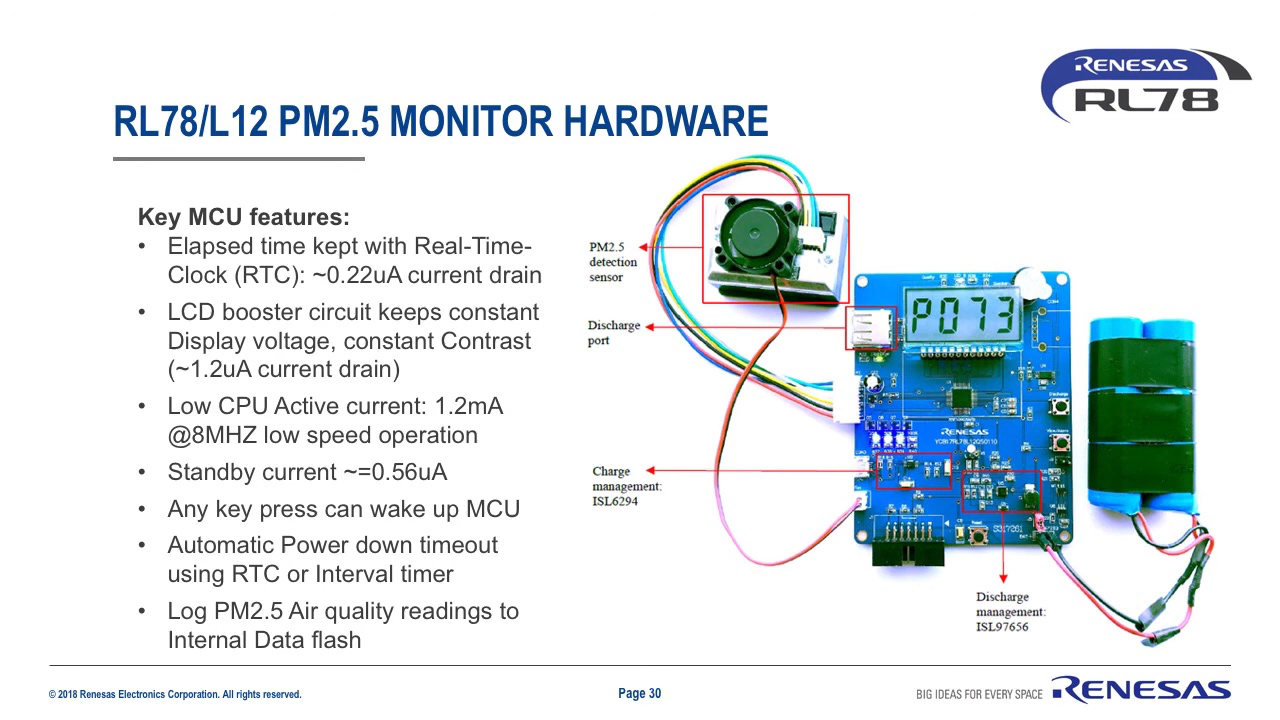 RENESAS
RL78
RL78/L12 PM2.5 MONITOR HARDWARE
Key MCU features:
• Elapsed time kept with Real-Time-
Clock (RTC): ~0.22uA current drain
• LCD booster circuit keeps constant
Display voltage, constant Contrast
(~1.2uA current drain)
• Low CPU Active current: 1.2mA
@8MHZ low speed operation
• Standby current ~=0.56uA
• Any key press can wake up MCU
• Automatic Power down timeout
using RTC or Interval timer
• Log PM2.5 Air quality readings to
Internal Data flash
PM2.5
detection
sensor
Discharge
port
Charge
management:
ISL6294
P073
RENESAS
Discharge
management:
ISL97656
© 2018 Renesas Electronics Corporation. All rights reserved.
Page 30
BIG IDEAS FOR EVERY SPACE
RENESAS